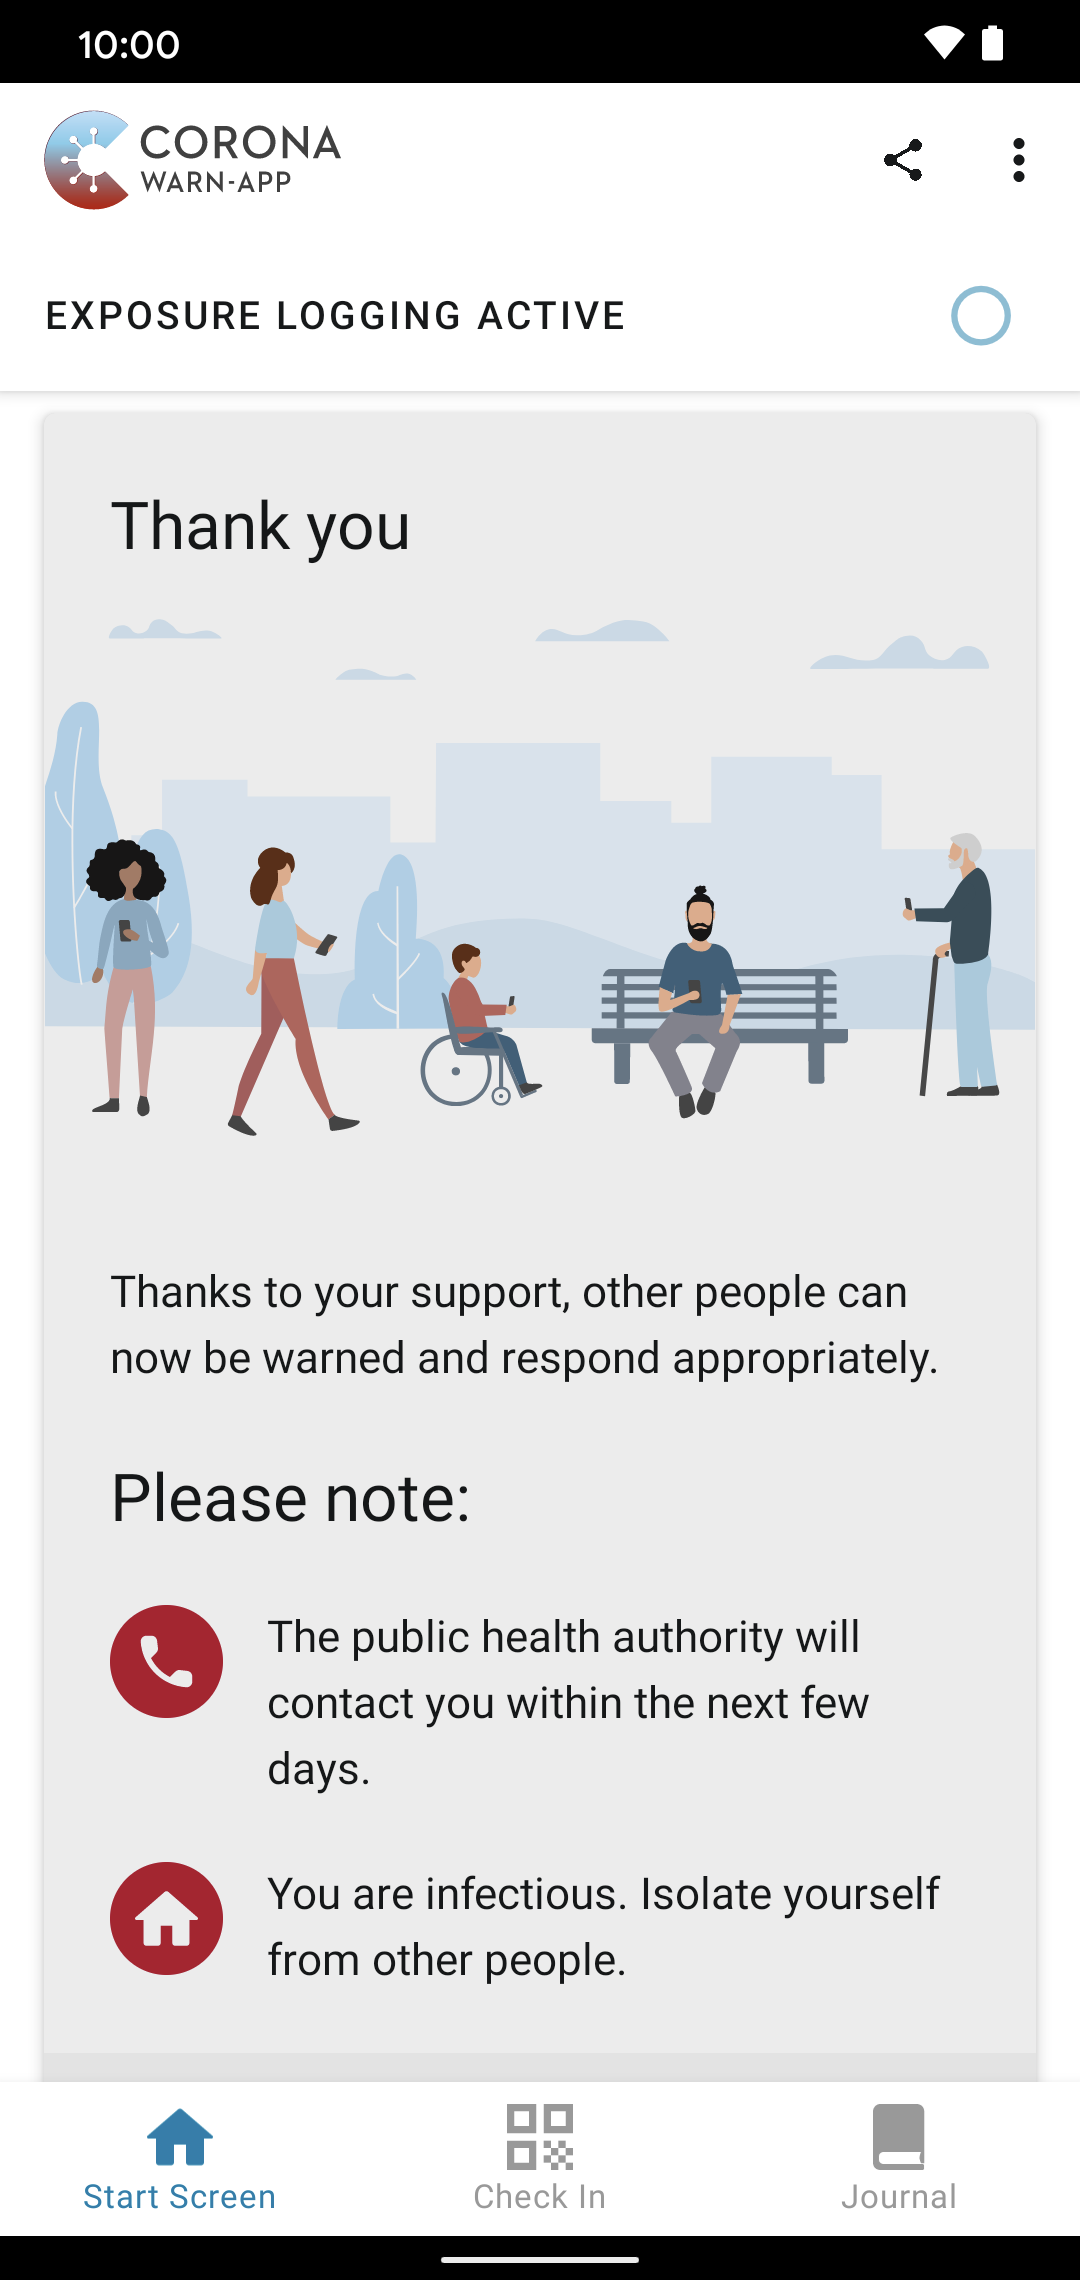 10:00
CORONA
WARN-APP
EXPOSURE LOGGING ACTIVE
Thank you
Thanks to your support, other people can
now be warned and respond appropriately.
Please note:
The public health authority will
contact you within the next few
days.
You are infectious. Isolate yourself
from other people.
Start Screen
Check In
Journal